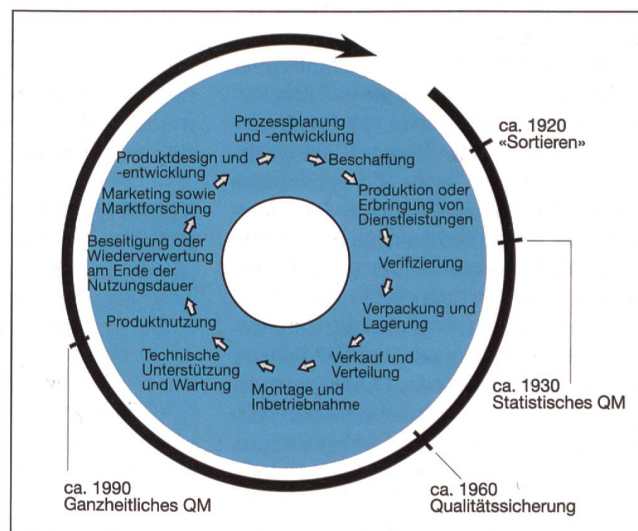 Prozessplanung
und -entwicklung
Beschaffung
Produktion oder
Erbringung von
Dienstleistungen
Verifizierung
Verpackung und
Lagerung
Verkauf und
Verteilung
Montage und
Inbetriebnahme
Technische
Unterstützung
und Wartung
Produktnutzung
Beseitigung oder
Wiederverwertung
am Ende der
Nutzungsdauer
Marketing sowie
Marktforschung
Produktdesign und
-entwicklung
ca. 1920
«Sortieren»
ca. 1930
Statistisches QM
ca. 1960
Qualitätssicherung
ca. 1990
Ganzheitliches QM